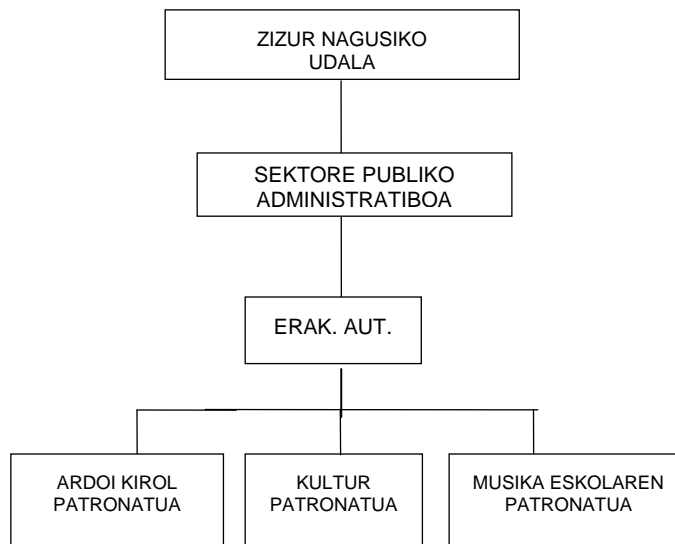 ZIZUR NAGUSIKO
UDALA
SEKTORE PUBLIKO
ADMINISTRATIBOA
ERAK. AUT.
ARDOI KIROL
PATRONATUA
KULTUR
PATRONATUA
MUSIKA ESKOLAREN
PATRONATUA